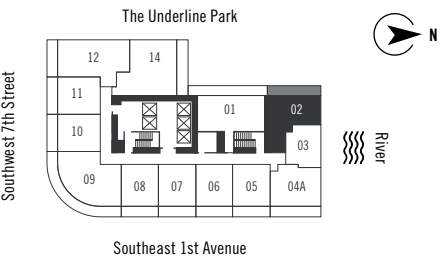 The Underline Park
N
12
14
11
01
02
10
03
09
08
07
06
05
04A
Southwest 7th Street
River
Southeast 1st Avenue